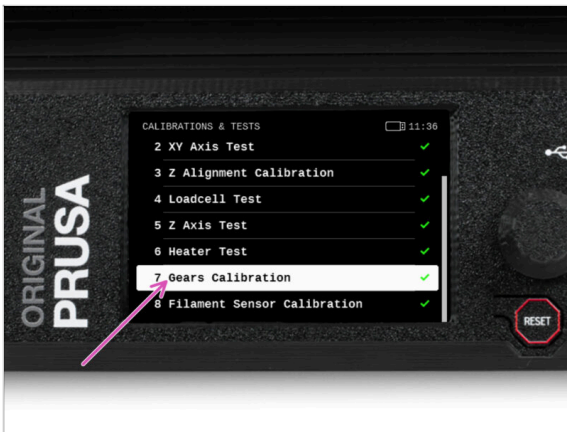 ORIGINAL
PRUSA
CALIBRATIONS & TESTS 11:36
2 XY Axis Test
3 Z Alignment Calibration
4 Loadcell Test
5 Z Axis Test
6 Heater Test
7 Gears Calibration
8 Filament Sensor Calibration
RESET